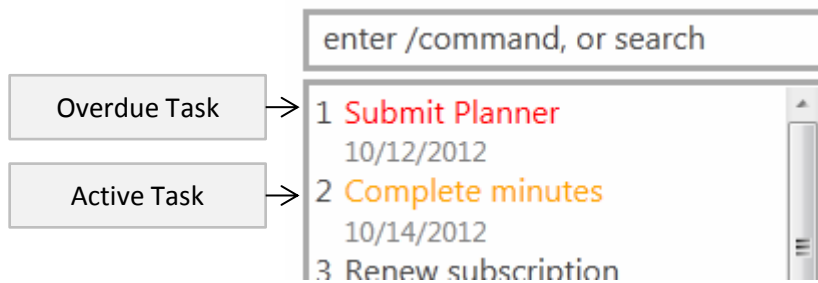 enter /command, or search
Overdue Task
1 Submit Planner
10/12/2012
Active Task
2 Complete minutes
10/14/2012
3 Renew subscription